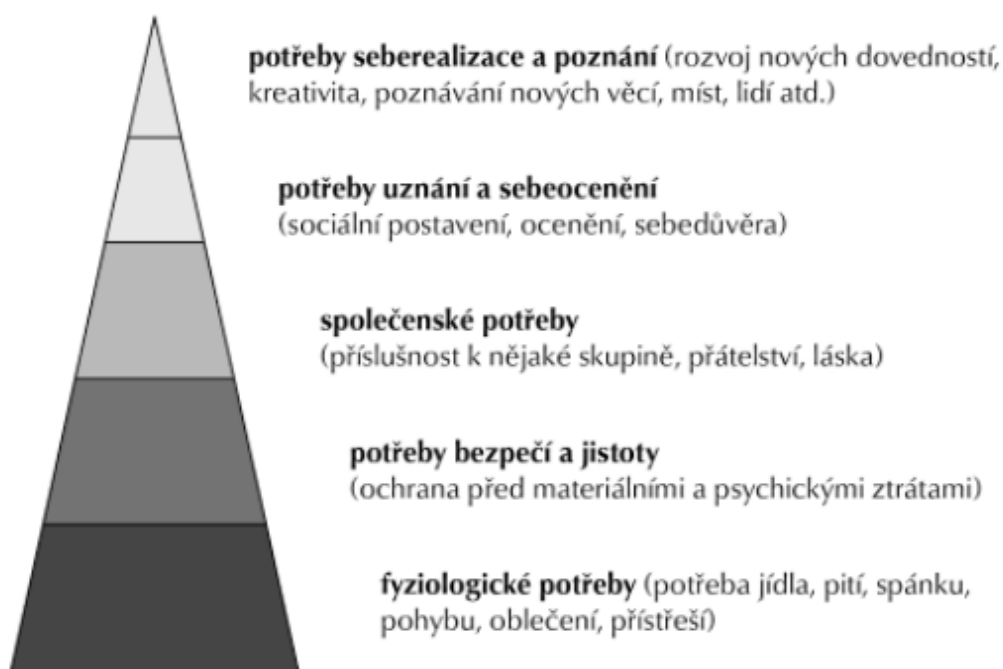 potřeby seberealizace a poznání (rozvoj nových dovedností,
kreativita, poznávání nových věcí, míst, lidí atd.)
potřeby uznání a sebeocenění
(sociální postavení, ocenění, sebedůvěra)
společenské potřeby
(příslušnost k nějaké skupině, přátelství, láska)
potřeby bezpečí a jistoty
(ochrana před materiálními a psychickými ztrátami)
fyziologické potřeby (potřeba jídla, pití, spánku,
pohybu, oblečení, přístřeší)